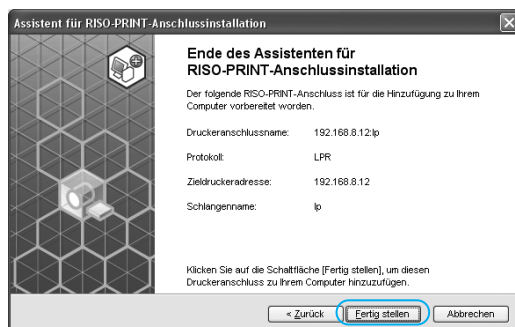 Assistent für RISO-PRINT-Anschlussinstallation
Ende des Assistenten für
RISO-PRINT-Anschlussinstallation
Der folgende RISO-PRINT-Anschluss ist für die Hinzufügung zu Ihrem
Computer vorbereitet worden.
Druckeranschlussname: 192.168.8.12:lp
Protokoll: LPR
Zieldruckeradresse: 192.168.8.12
Schlangenname: lp
Klicken Sie auf die Schaltfläche [Fertig stellen], um diesen
Druckeranschluss zu Ihrem Computer hinzuzufügen.
< Zurück Fertig stellen Abbrechen